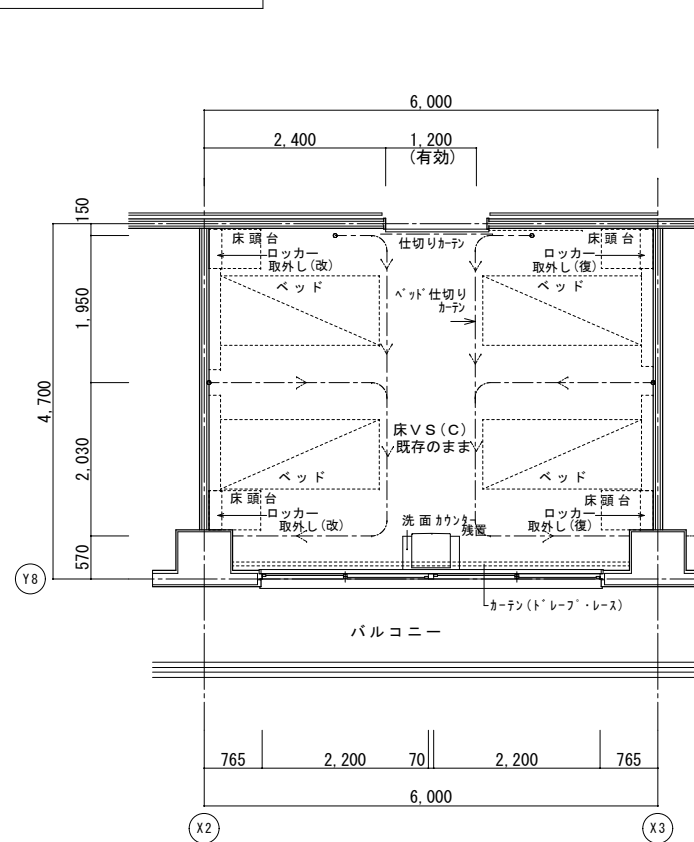 6,000
2,400
1,200
(有効)
150
1,950
4,700
2,030
570
床頭台
ロッカー
取外し(改)
ベッド
仕切りカーテン
床頭台
ロッカー
取外し(復)
ベッド
ベッド仕切り
カーテン
床VS(C)
既存のまま
ベッド
床頭台
ロッカー
取外し(改)
洗面カウンター
残置
ベッド
床頭台
ロッカー
取外し(復)
Y8
カーテン(ドレープ・レース)
バルコニー
765
2,200
70
2,200
765
6,000
X2
X3